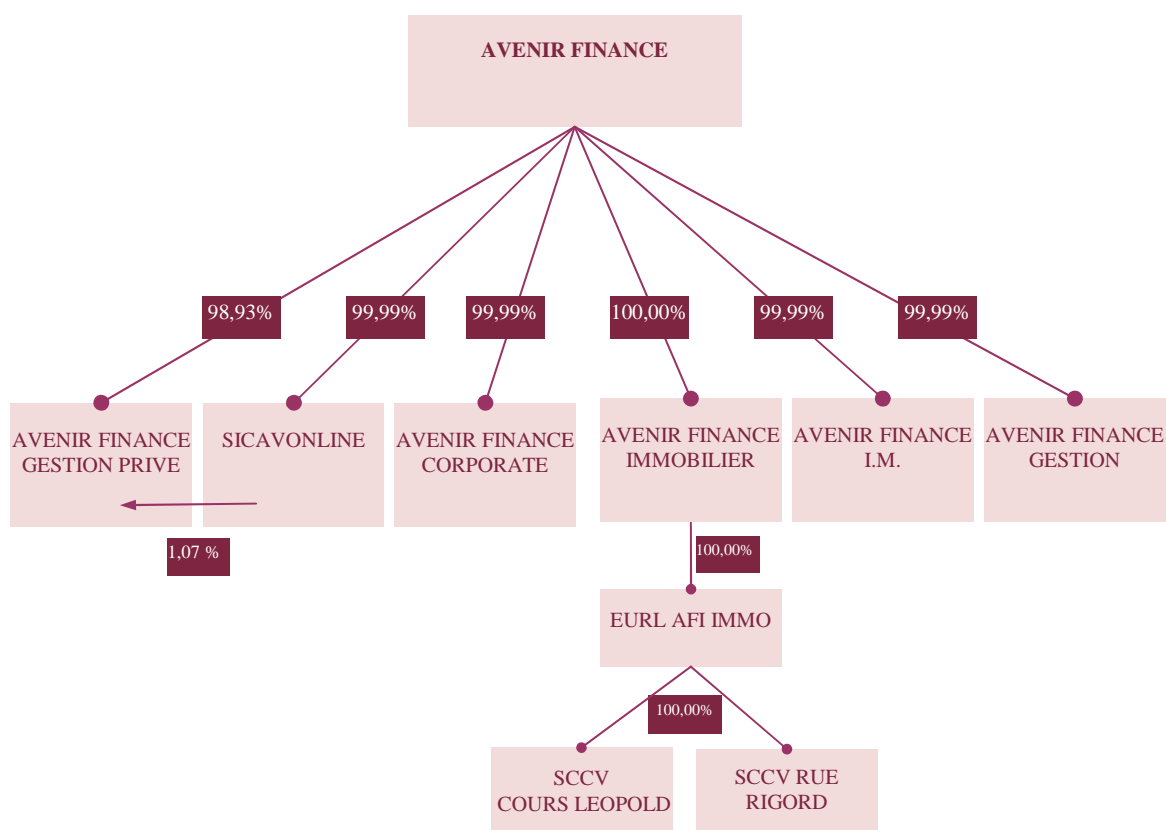 AVENIR FINANCE
98,93%
99,99%
99,99%
100,00%
99,99%
99,99%
AVENIR FINANCE
GESTION PRIVE
SICAVONLINE
AVENIR FINANCE
CORPORATE
AVENIR FINANCE
IMMOBILIER
AVENIR FINANCE
I.M.
AVENIR FINANCE
GESTION
1,07 %
100,00%
EURL AFI IMMO
100,00%
SCCV
COURS LEOPOLD
SCCV RUE
RIGORD